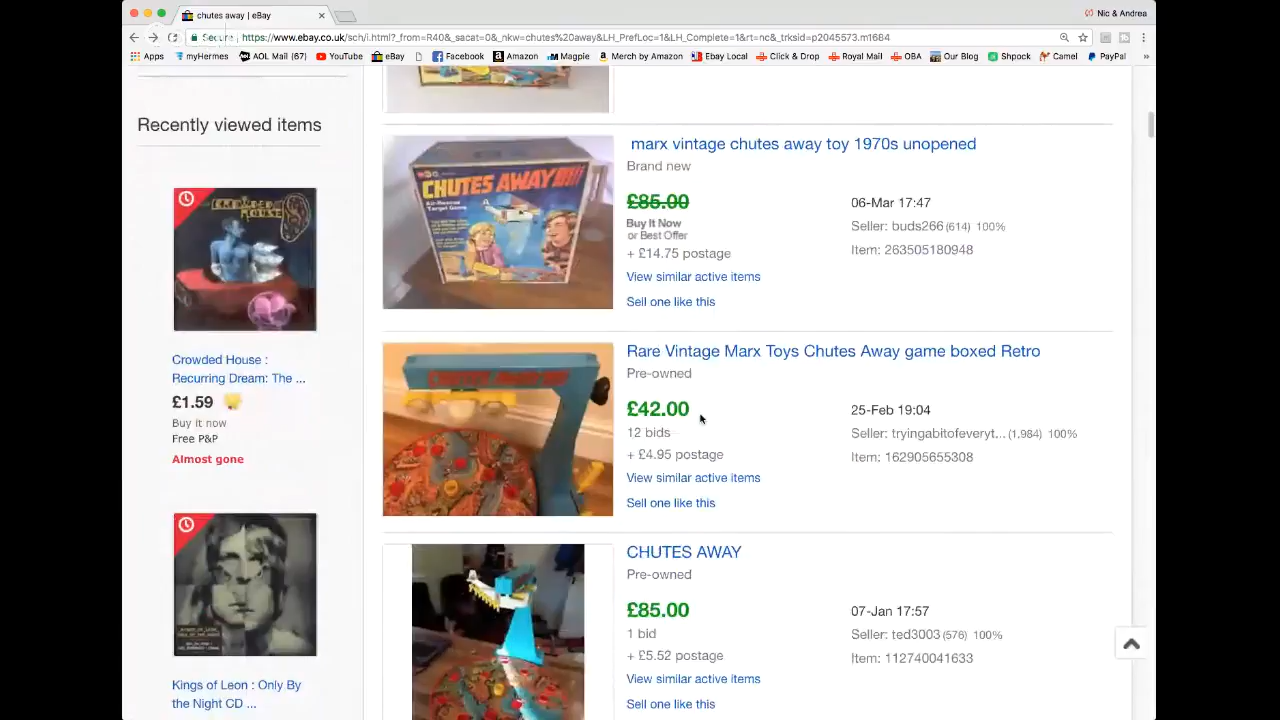 chutes away | eBay
Nic & Andrea
Secure
https://www.ebay.co.uk/sch/i.html?_from=R40&_sacat=0&_nkw=chutes%20away&LH_PrefLoc=1&LH_Complete=1&rt=nc&_trksid=p2045573.m1684
Apps myHermes AOL Mail (67) YouTube eBay Facebook Amazon Magpie Merch by Amazon Ebay Local Click & Drop Royal Mail OBA Our Blog Shpock Camel PayPal »
Recently viewed items
CROWDED HOUSE
Crowded House :
Recurring Dream: The ...
£1.59
Buy it now
Free P&P
Almost gone
Kings of Leon : Only By
the Night CD ...
marx vintage chutes away toy 1970s unopened
Brand new
£85.00
Buy It Now
or Best Offer
+ £14.75 postage
View similar active items
Sell one like this
06-Mar 17:47
Seller: buds266 (614) 100%
Item: 263505180948
CHUTES AWAY!!!!
Air-Rescue
Target Game
Rare Vintage Marx Toys Chutes Away game boxed Retro
Pre-owned
£42.00
12 bids
+ £4.95 postage
View similar active items
Sell one like this
25-Feb 19:04
Seller: tryingabitofeveryt... (1,984) 100%
Item: 162905655308
CHUTES AWAY!!!!
CHUTES AWAY
Pre-owned
£85.00
1 bid
+ £5.52 postage
View similar active items
Sell one like this
07-Jan 17:57
Seller: ted3003 (576) 100%
Item: 112740041633